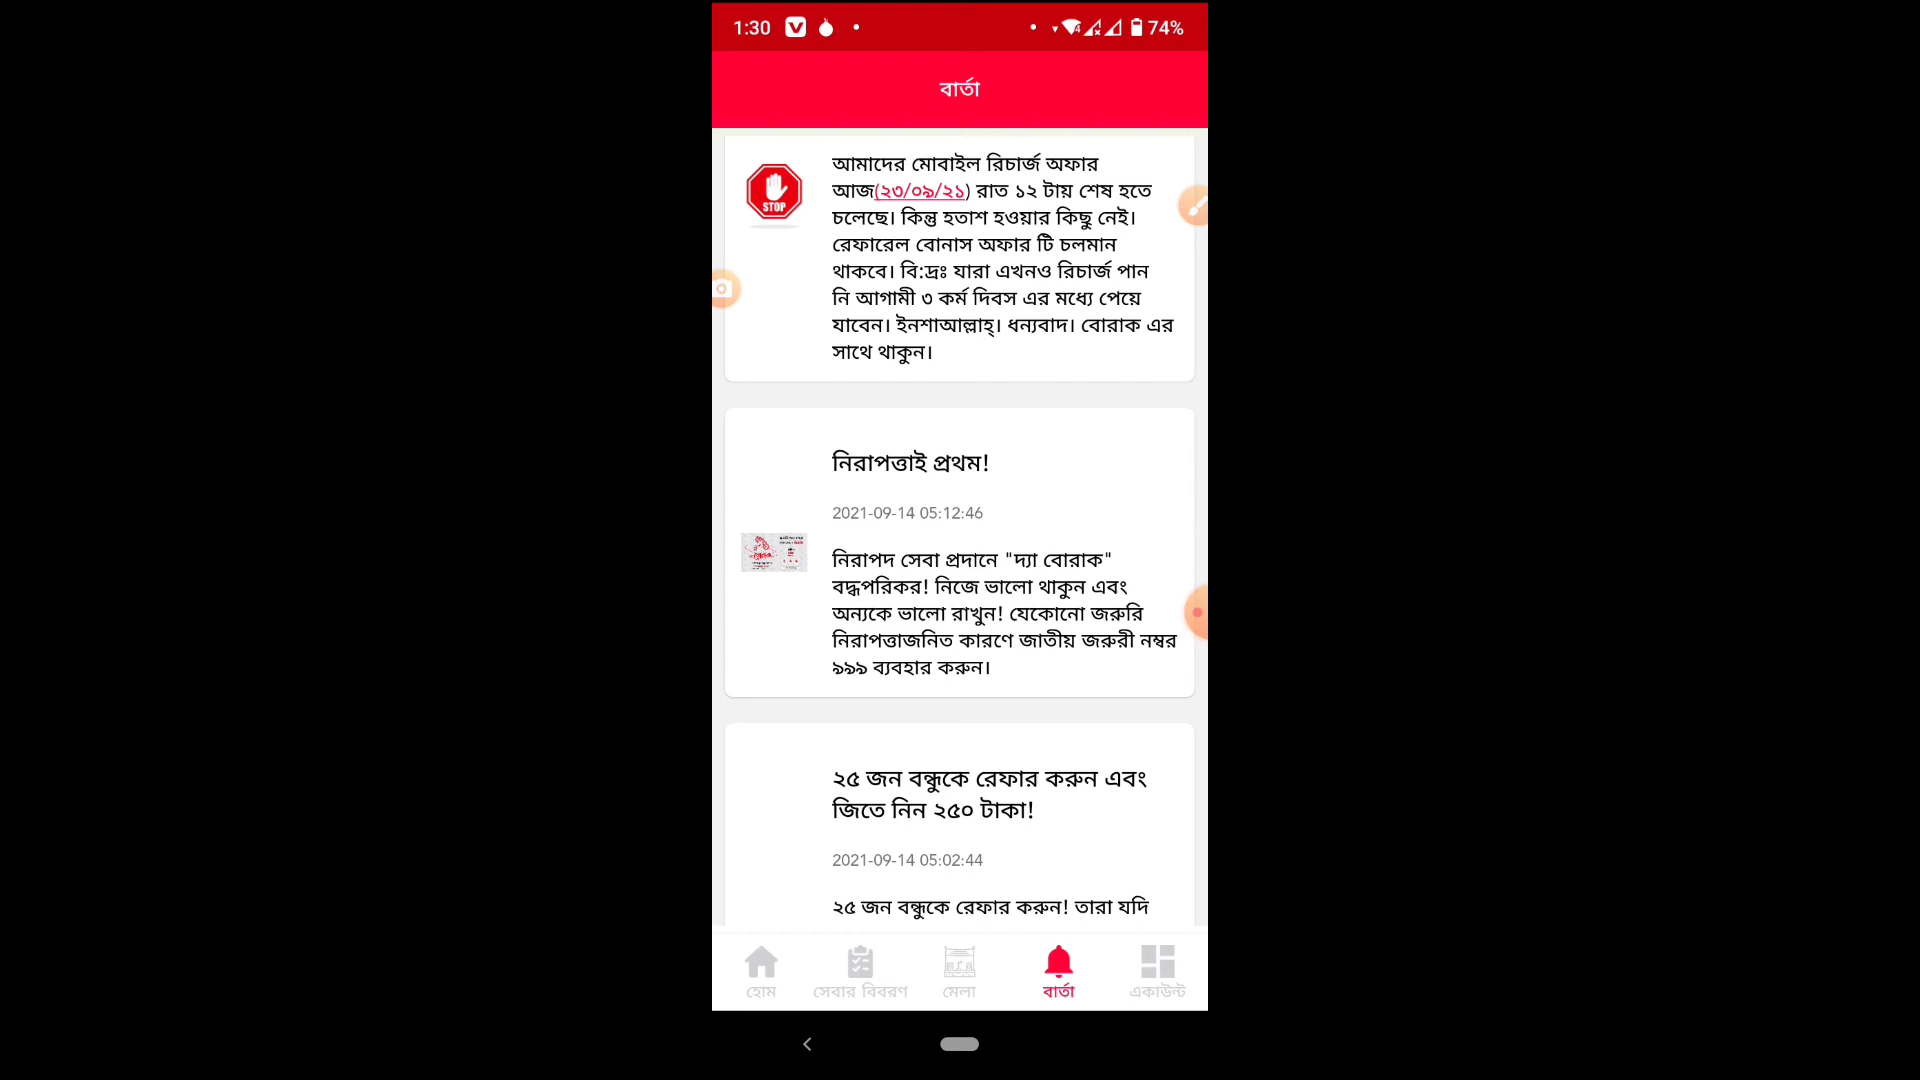 1:30
74%
বার্তা
আমাদের মোবাইল রিচার্জ অফার
আজ(২৩/০৯/২১) রাত ১২ টায় শেষ হতে
চলেছে। কিন্তু হতাশ হওয়ার কিছু নেই।
রেফারেল বোনাস অফার টি চলমান
থাকবে। বি:দ্রঃ যারা এখনও রিচার্জ পান
নি আগামী ৩ কর্ম দিবস এর মধ্যে পেয়ে
যাবেন। ইনশাআল্লাহ্। ধন্যবাদ। বোরাক এর
সাথে থাকুন।
STOP
নিরাপত্তাই প্রথম!
2021-09-14 05:12:46
নিরাপদ সেবা প্রদানে "দ্যা বোরাক"
বদ্ধপরিকর! নিজে ভালো থাকুন এবং
অন্যকে ভালো রাখুন! যেকোনো জরুরি
নিরাপত্তাজনিত কারণে জাতীয় জরুরী নম্বর
৯৯৯ ব্যবহার করুন।
২৫ জন বন্ধুকে রেফার করুন এবং
জিতে নিন ২৫০ টাকা!
2021-09-14 05:02:44
২৫ জন বন্ধুকে রেফার করুন! তারা যদি
হোম
সেবার বিবরণ
মেলা
বার্তা
একাউন্ট